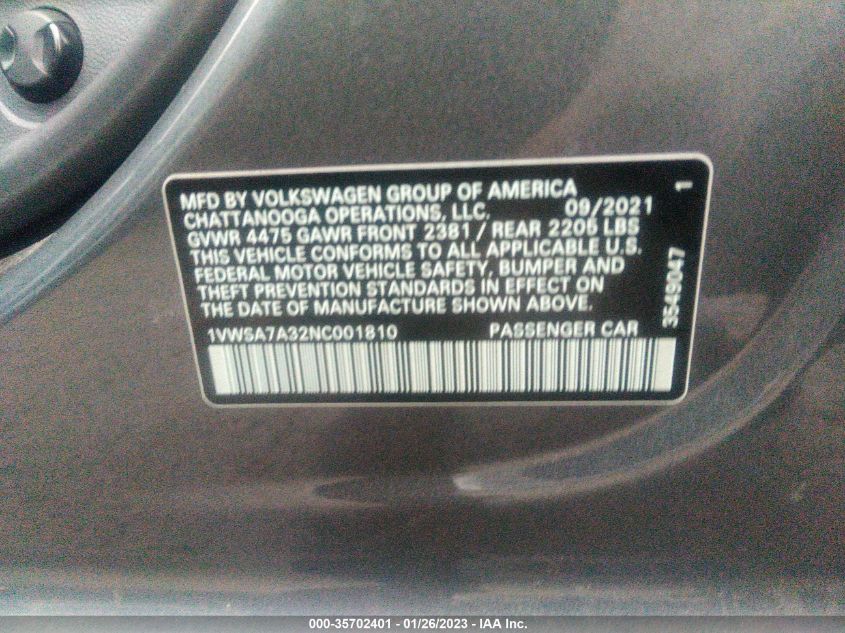 MFD BY VOLKSWAGEN GROUP OF AMERICA
CHATTANOOGA OPERATIONS, LLC. 09/2021
GVWR 4475 GAWR FRONT 2381 / REAR 2205 LBS
THIS VEHICLE CONFORMS TO ALL APPLICABLE U.S.
FEDERAL MOTOR VEHICLE SAFETY, BUMPER AND
THEFT PREVENTION STANDARDS IN EFFECT ON
THE DATE OF MANUFACTURE SHOWN ABOVE.
1VWSA7A32NC001810 PASSENGER CAR
3549047 1
000-35702401 - 01/26/2023 - IAA Inc.